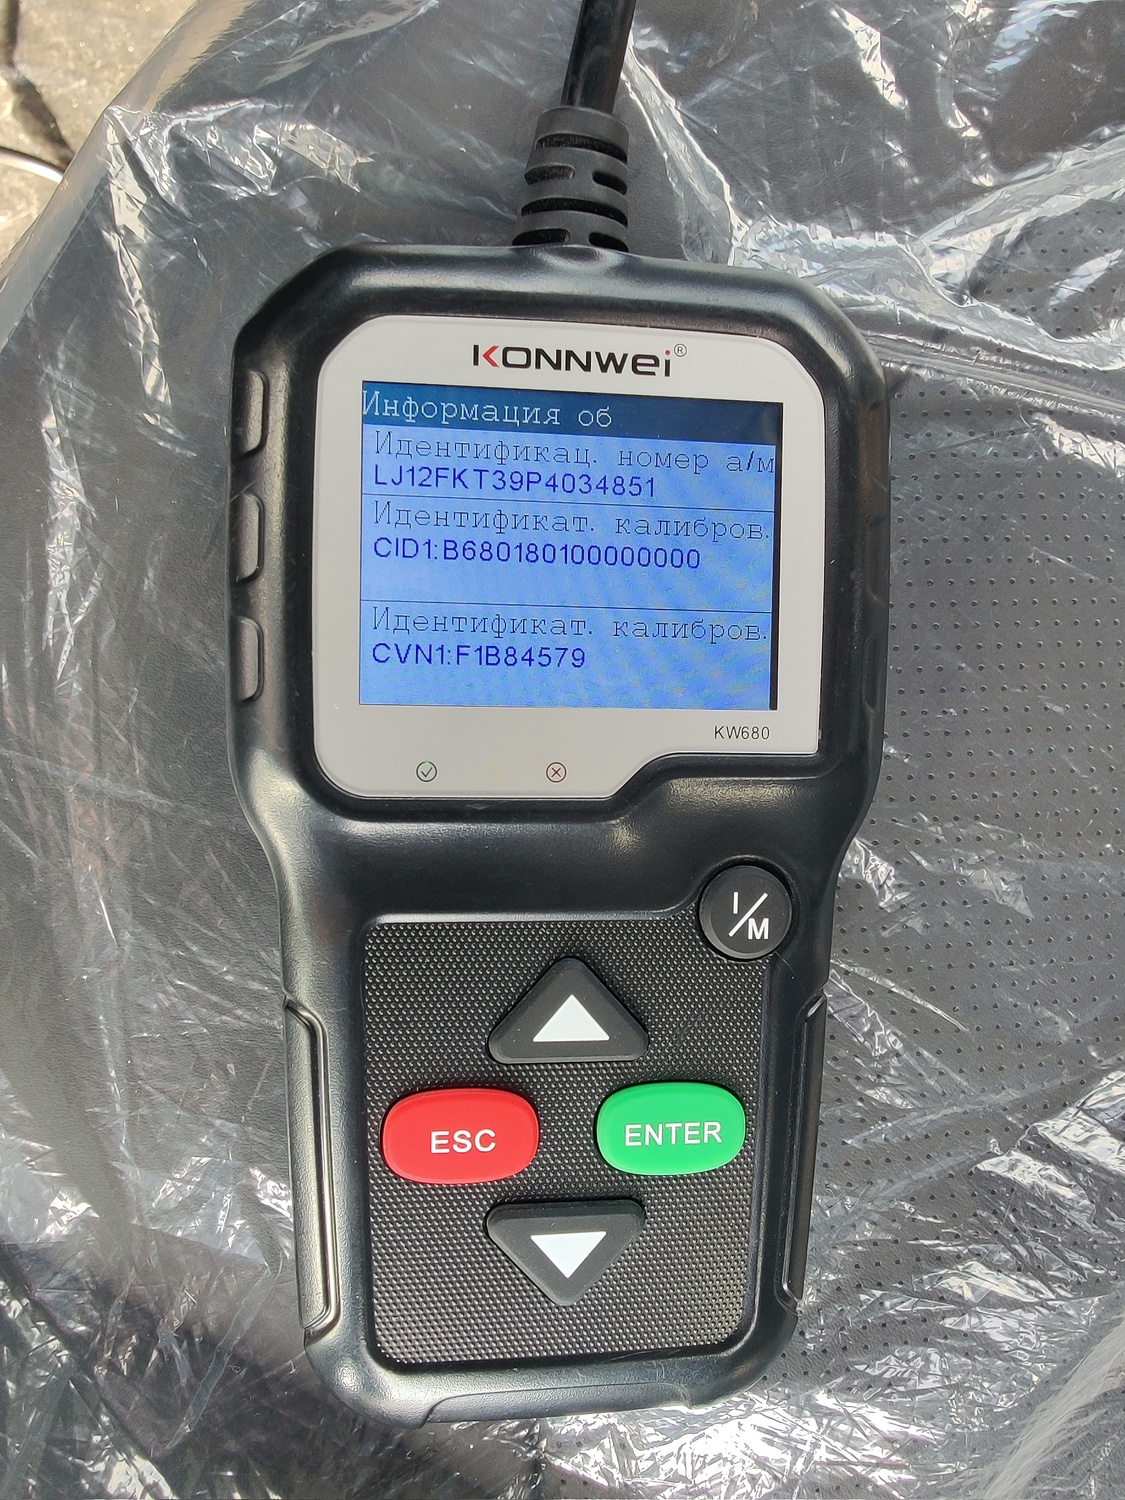 KONNWEI®
Информация об
Идентификац. номер а/м
LJ12FKT39P4034851
Идентификат. калибров.
CID1:B680180100000000
Идентификат. калибров.
CVN1:F1B84579
KW680
I/M
ESC
ENTER